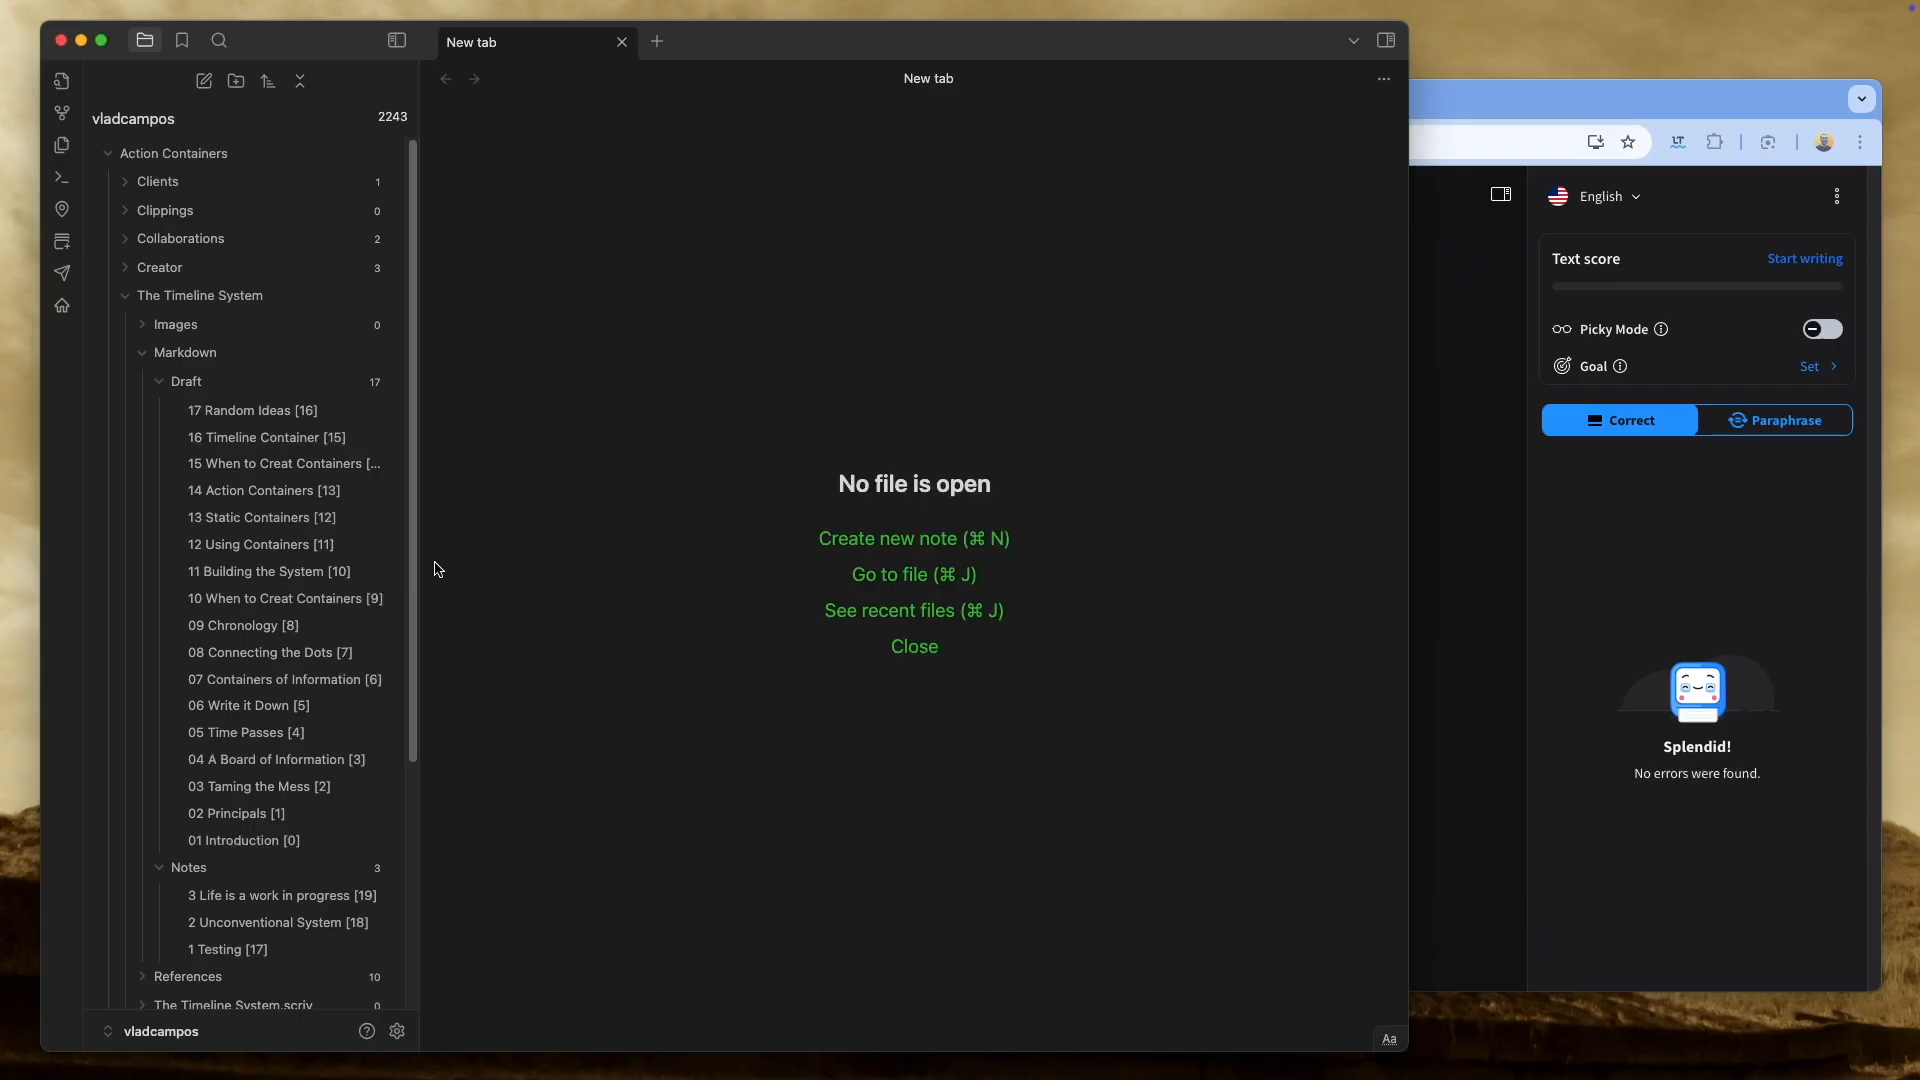 New tab
New tab
vladcampos 2243
Action Containers
Clients 1
Clippings 0
Collaborations 2
Creator 3
The Timeline System
Images 0
Markdown
Draft 17
17 Random Ideas [16]
16 Timeline Container [15]
15 When to Creat Containers [...
14 Action Containers [13]
13 Static Containers [12]
12 Using Containers [11]
11 Building the System [10]
10 When to Creat Containers [9]
09 Chronology [8]
08 Connecting the Dots [7]
07 Containers of Information [6]
06 Write it Down [5]
05 Time Passes [4]
04 A Board of Information [3]
03 Taming the Mess [2]
02 Principals [1]
01 Introduction [0]
Notes 3
3 Life is a work in progress [19]
2 Unconventional System [18]
1 Testing [17]
References 10
The Timeline System.scriv 0
vladcampos
No file is open
Create new note (⌘ N)
Go to file (⌘ J)
See recent files (⌘ J)
Close
Aa
LT
English
Text score Start writing
Picky Mode
Goal Set
Correct Paraphrase
Splendid!
No errors were found.